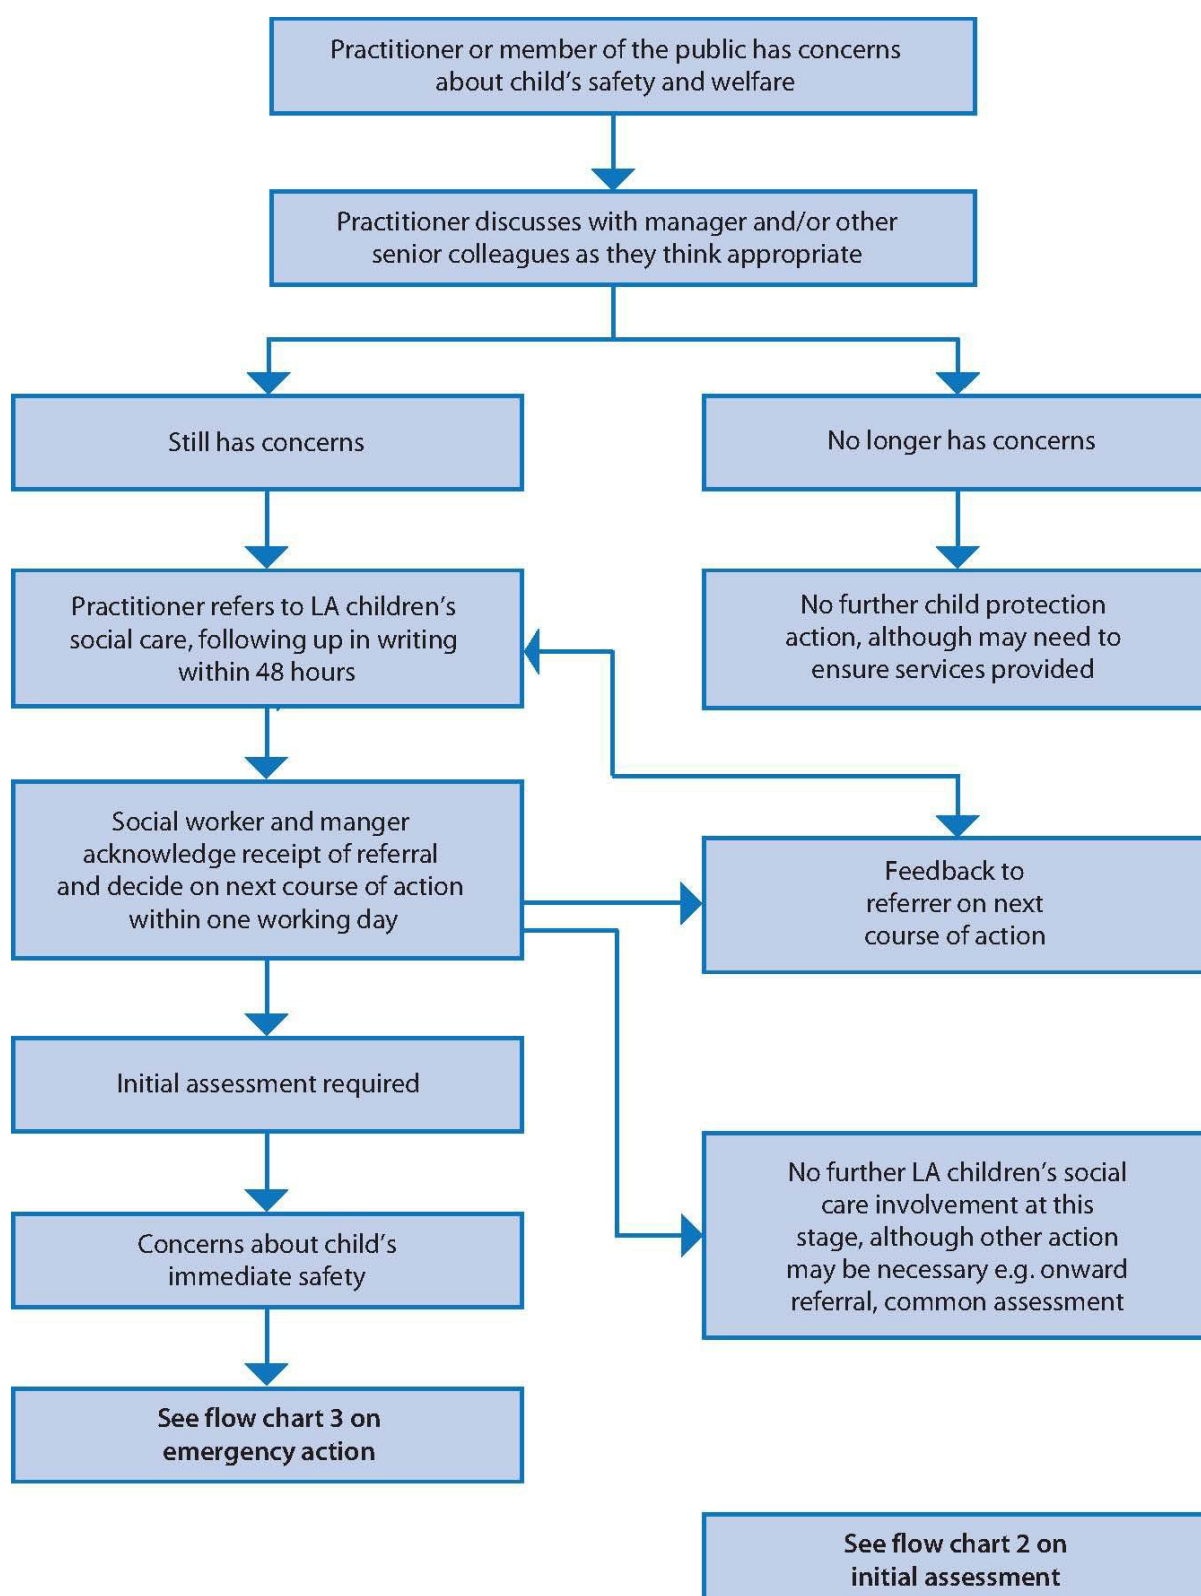 Practitioner or member of the public has concerns
about child's safety and welfare
Practitioner discusses with manager and/or other
senior colleagues as they think appropriate
Still has concerns
No longer has concerns
Practitioner refers to LA children's
social care, following up in writing
within 48 hours
No further child protection
action, although may need to
ensure services provided
Social worker and manger
acknowledge receipt of referral
and decide on next course of action
within one working day
Feedback to
referrer on next
course of action
Initial assessment required
No further LA children's social
care involvement at this
stage, although other action
may be necessary e.g. onward
referral, common assessment
Concerns about child's
immediate safety
See flow chart 3 on
emergency action
See flow chart 2 on
initial assessment